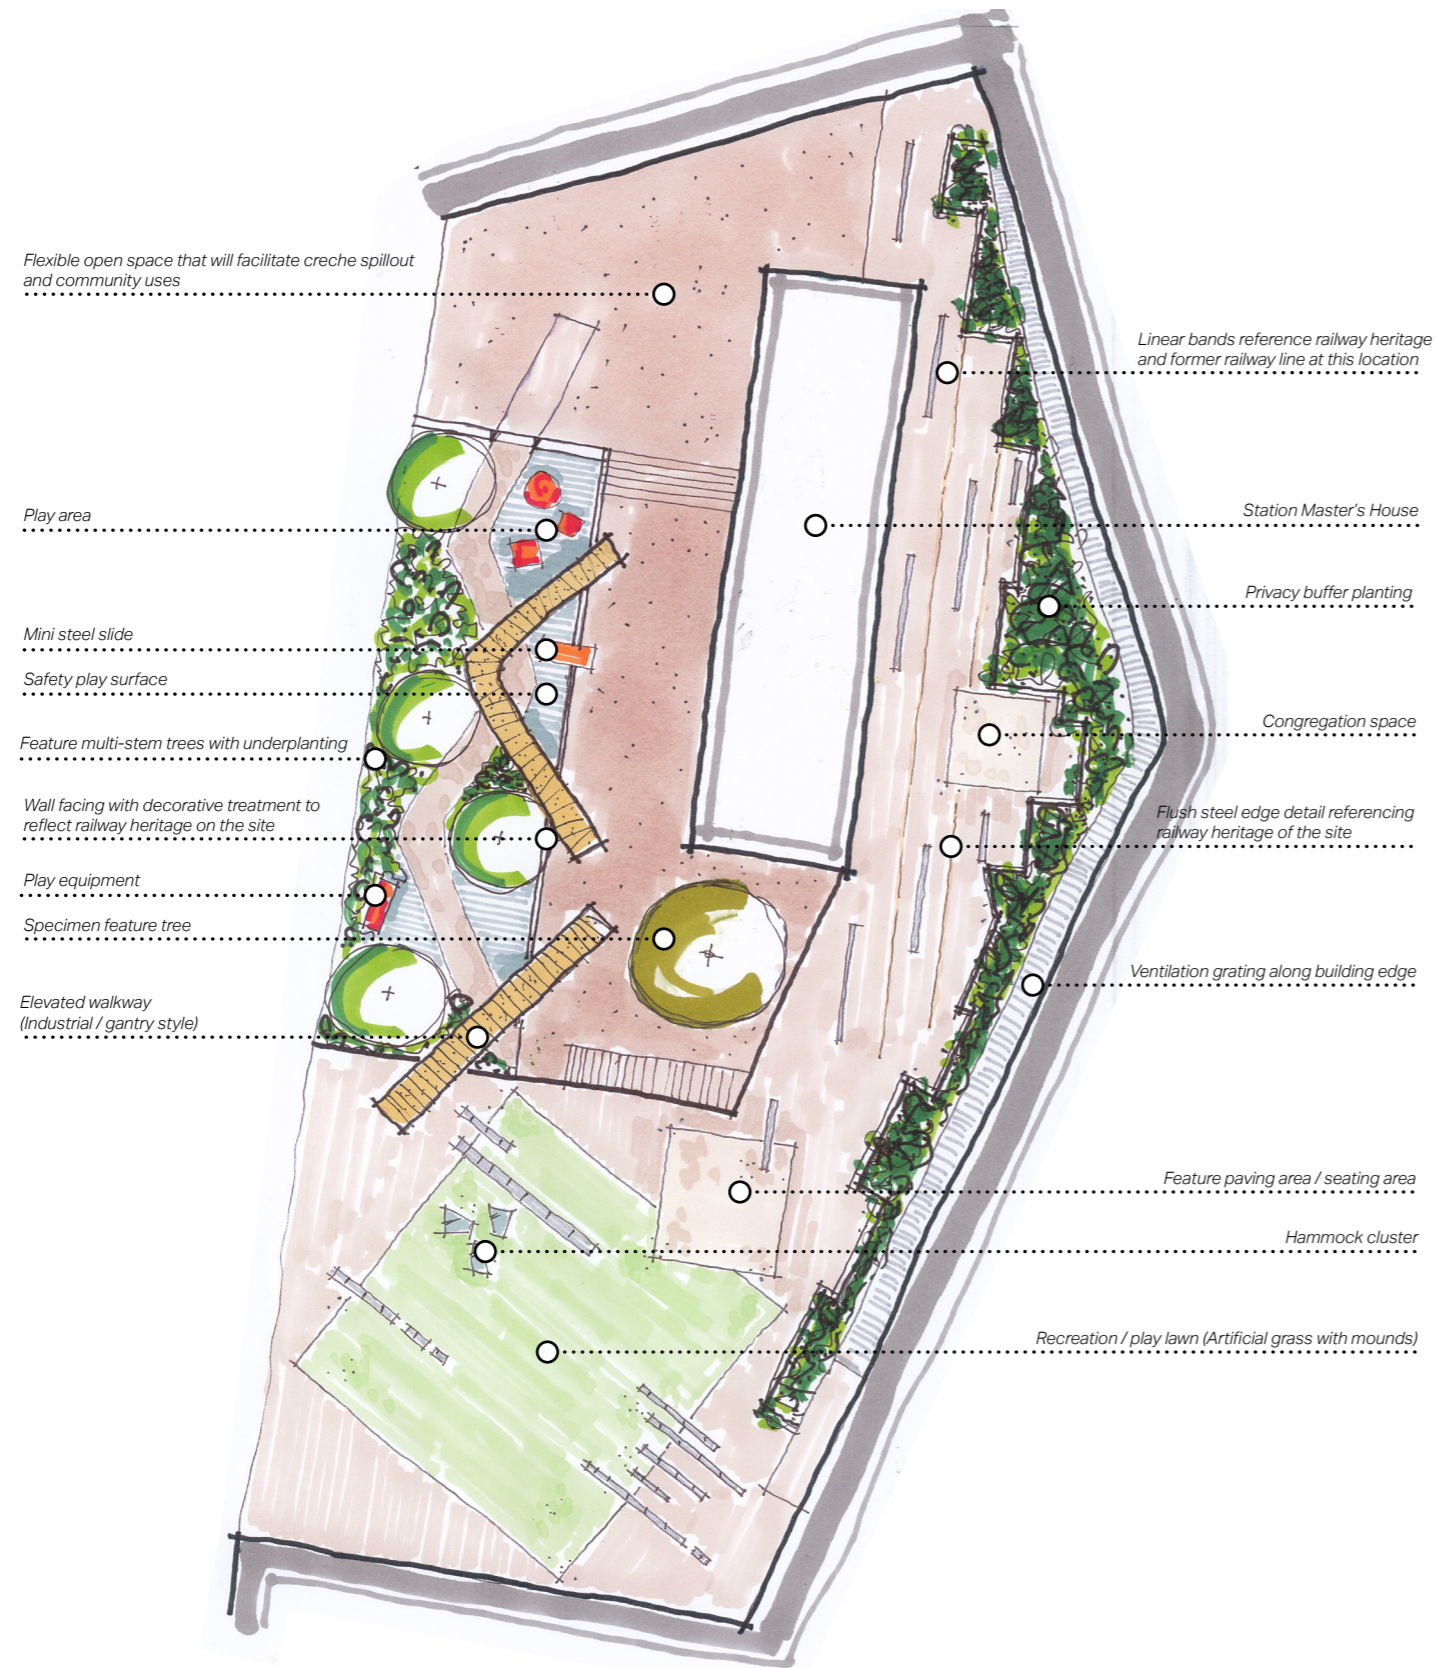 Flexible open space that will facilitate creche spillout
and community uses
Play area
Mini steel slide
Safety play surface
Feature multi-stem trees with underplanting
Wall facing with decorative treatment to
reflect railway heritage on the site
Play equipment
Specimen feature tree
Elevated walkway
(Industrial / gantry style)
Linear bands reference railway heritage
and former railway line at this location
Station Master's House
Privacy buffer planting
Congregation space
Flush steel edge detail referencing
railway heritage of the site
Ventilation grating along building edge
Feature paving area / seating area
Hammock cluster
Recreation / play lawn (Artificial grass with mounds)